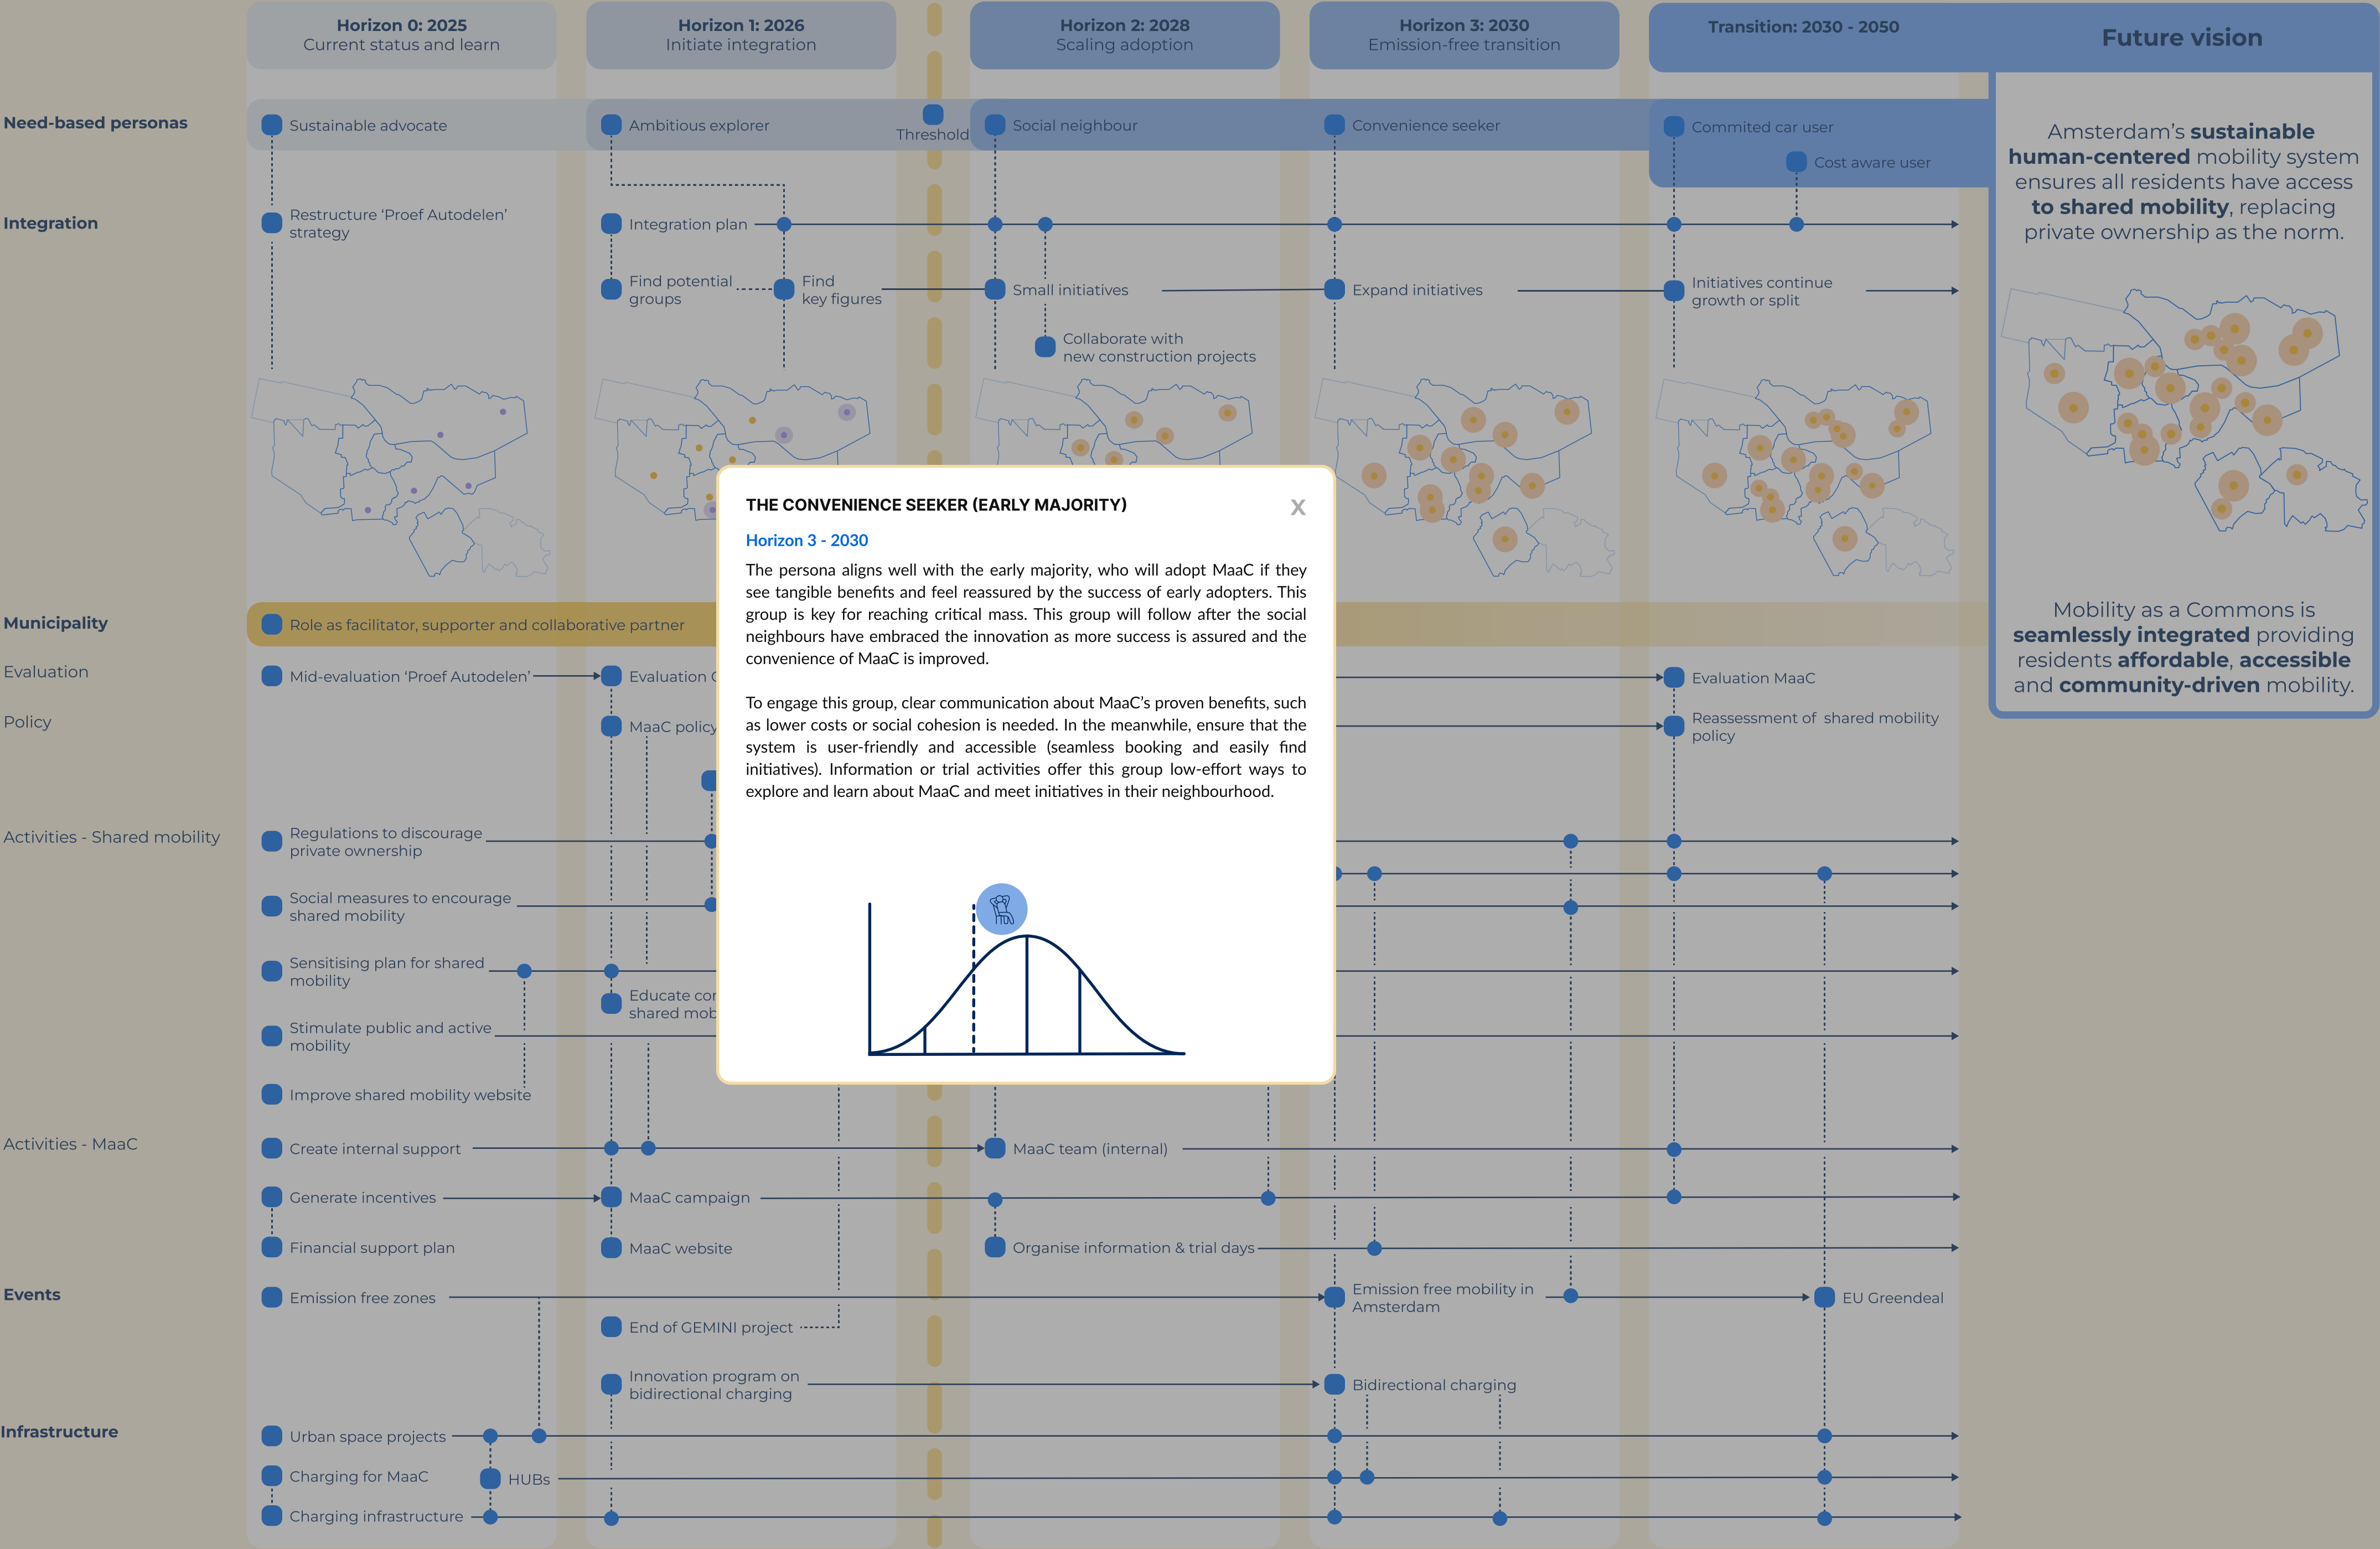 Horizon 0: 2025
Current status and learn
Horizon 1: 2026
Initiate integration
Horizon 2: 2028
Scaling adoption
Horizon 3: 2030
Emission-free transition
Transition: 2030 - 2050
Future vision
Need-based personas
Sustainable advocate
Ambitious explorer
Threshold
Social neighbour
Convenience seeker
Commited car user
Cost aware user
Amsterdam's sustainable
human-centered mobility system
ensures all residents have access
to shared mobility, replacing
private ownership as the norm.
Integration
Restructure ‘Proef Autodelen’
strategy
Integration plan
Find potential
groups
Find
key figures
Small initiatives
Expand initiatives
Initiatives continue
growth or split
Collaborate with
new construction projects
THE CONVENIENCE SEEKER (EARLY MAJORITY)
X
Horizon 3 - 2030
The persona aligns well with the early majority, who will adopt MaaC if they
see tangible benefits and feel reassured by the success of early adopters. This
group is key for reaching critical mass. This group will follow after the social
neighbours have embraced the innovation as more success is assured and the
convenience of MaaC is improved.
To engage this group, clear communication about MaaC’s proven benefits, such
as lower costs or social cohesion is needed. In the meanwhile, ensure that the
system is user-friendly and accessible (seamless booking and easily find
initiatives). Information or trial activities offer this group low-effort ways to
explore and learn about MaaC and meet initiatives in their neighbourhood.
Mobility as a Commons is
seamlessly integrated providing
residents affordable, accessible
and community-driven mobility.
Municipality
Role as facilitator, supporter and collaborative partner
Evaluation
Mid-evaluation ‘Proef Autodelen’
Evaluation
Evaluation MaaC
Policy
MaaC policy
Reassessment of shared mobility
policy
Activities - Shared mobility
Regulations to discourage
private ownership
Social measures to encourage
shared mobility
Sensitising plan for shared
mobility
Educate
shared
Stimulate public and active
mobility
Improve shared mobility website
Activities - MaaC
Create internal support
MaaC team (internal)
Generate incentives
MaaC campaign
Financial support plan
MaaC website
Organise information & trial days
Events
Emission free zones
Emission free mobility in
Amsterdam
EU Greendeal
End of GEMINI project
Innovation program on
bidirectional charging
Bidirectional charging
Infrastructure
Urban space projects
Charging for MaaC
HUBs
Charging infrastructure